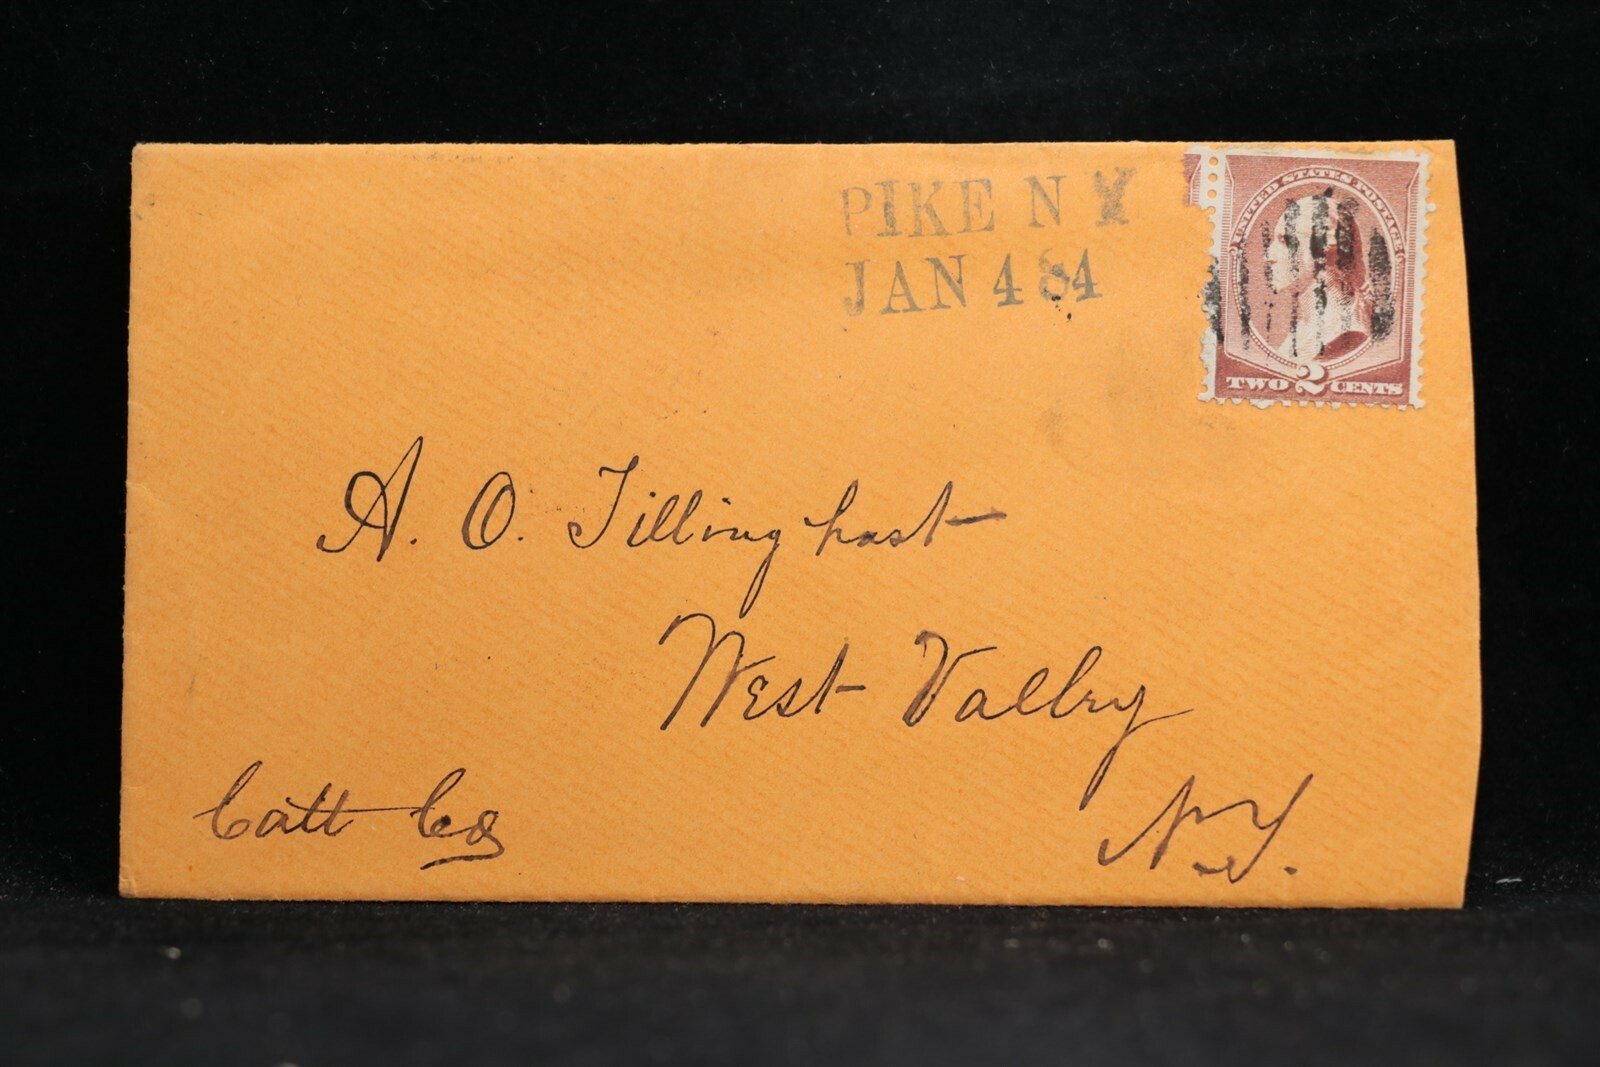 PIKE N Y
JAN 4 84
UNITED STATES POSTAGE
TWO 2 CENTS
A. O. Tillinghast
West Valley
Catt Co
N.Y.